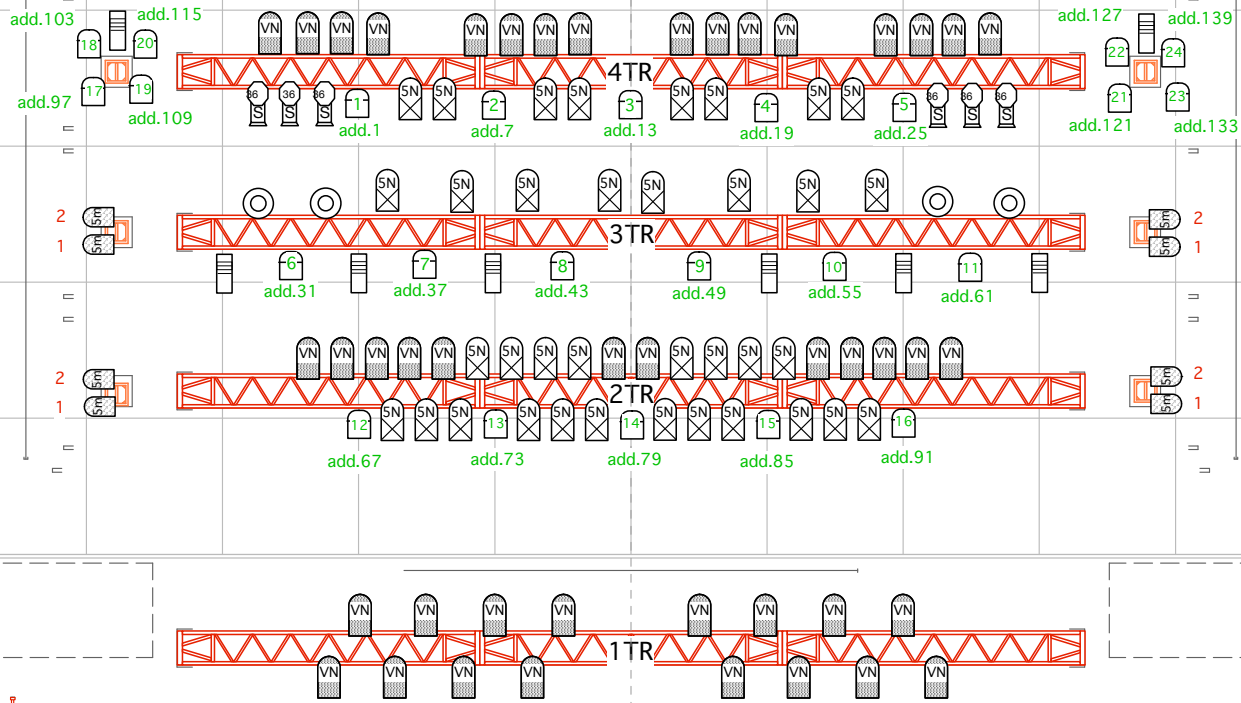 add.103 add.115 VN VN VN VN VN VN VN VN VN VN VN VN VN VN VN VN add.127 add.139
18 20 22 24
4TR
17 19 21 23
add.97 add.109 add.121 add.133
36 S 36 S 36 S 1 5N 5N 2 5N 5N 3 5N 5N 4 5N 5N 5 36 S 36 S 36 S
add.1 add.7 add.13 add.19 add.25
5N 5N 5N 5N 5N 5N 5N 5N
2 5m 5m 2
1 5m 5m 1
3TR
6 7 8 9 10 11
add.31 add.37 add.43 add.49 add.55 add.61
VN VN VN VN VN 5N 5N 5N 5N VN VN 5N 5N 5N 5N VN VN VN VN VN
2 5m 5m 2
1 5m 5m 1
2TR
12 5N 5N 5N 13 5N 5N 5N 14 5N 5N 5N 15 5N 5N 5N 16
add.67 add.73 add.79 add.85 add.91
VN VN VN VN VN VN VN VN
1TR
VN VN VN VN VN VN VN VN